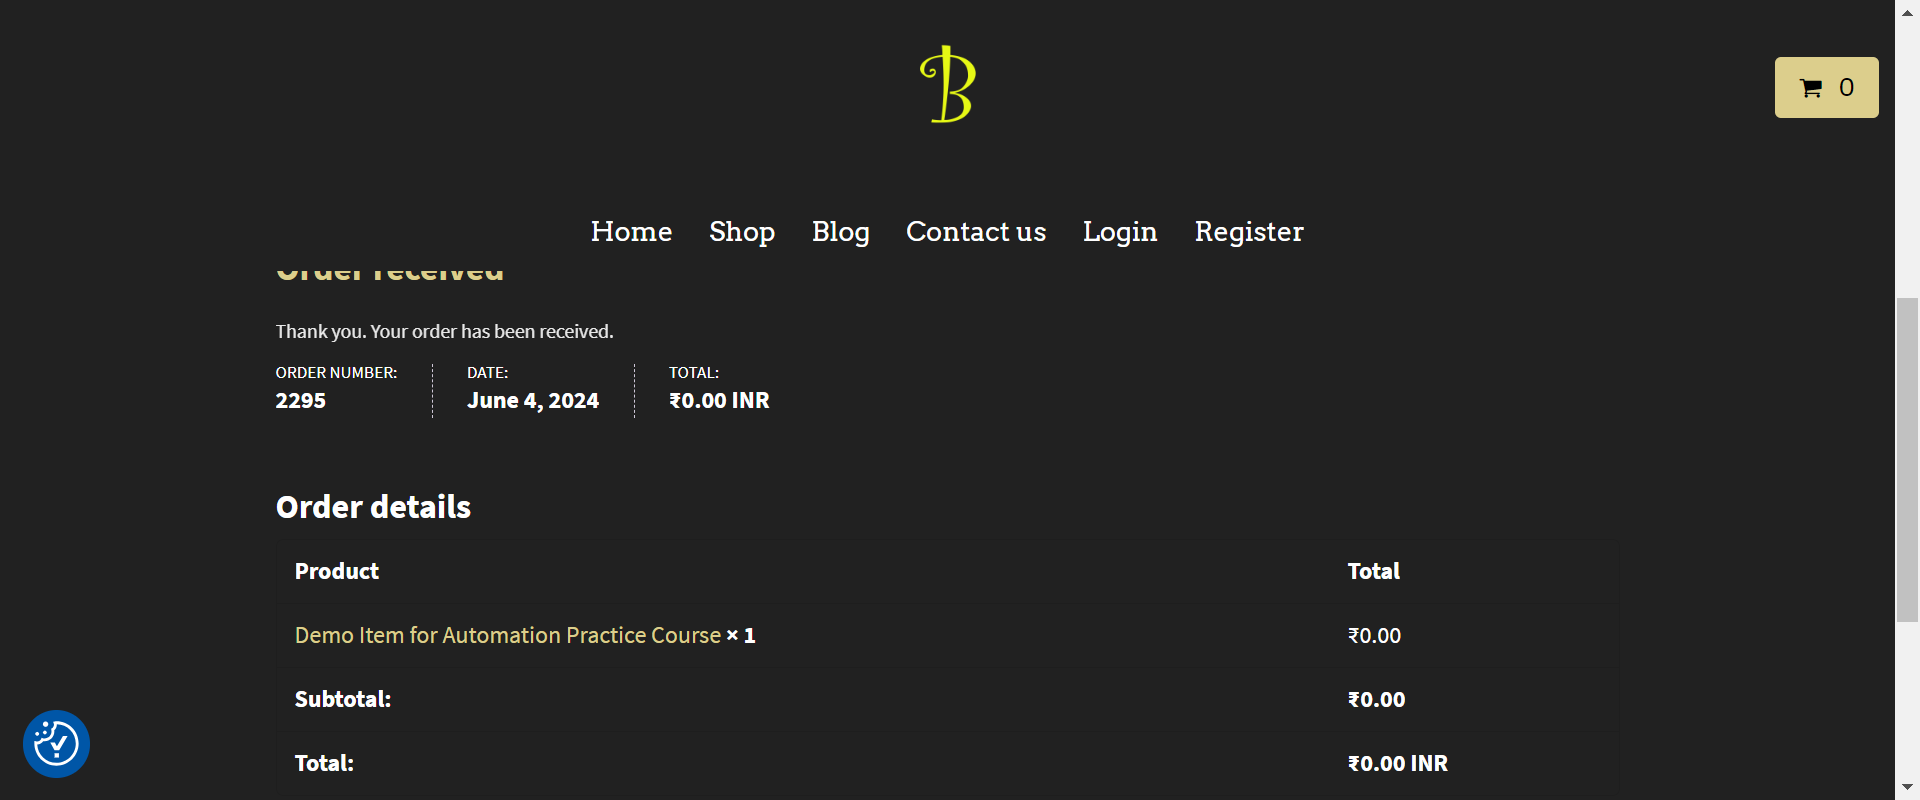 B
0
Home Shop Blog Contact us Login Register
Order received
Thank you. Your order has been received.
ORDER NUMBER: DATE: TOTAL:
2295 June 4, 2024 ₹0.00 INR
Order details
Product Total
Demo Item for Automation Practice Course × 1 ₹0.00
Subtotal: ₹0.00
Total: ₹0.00 INR